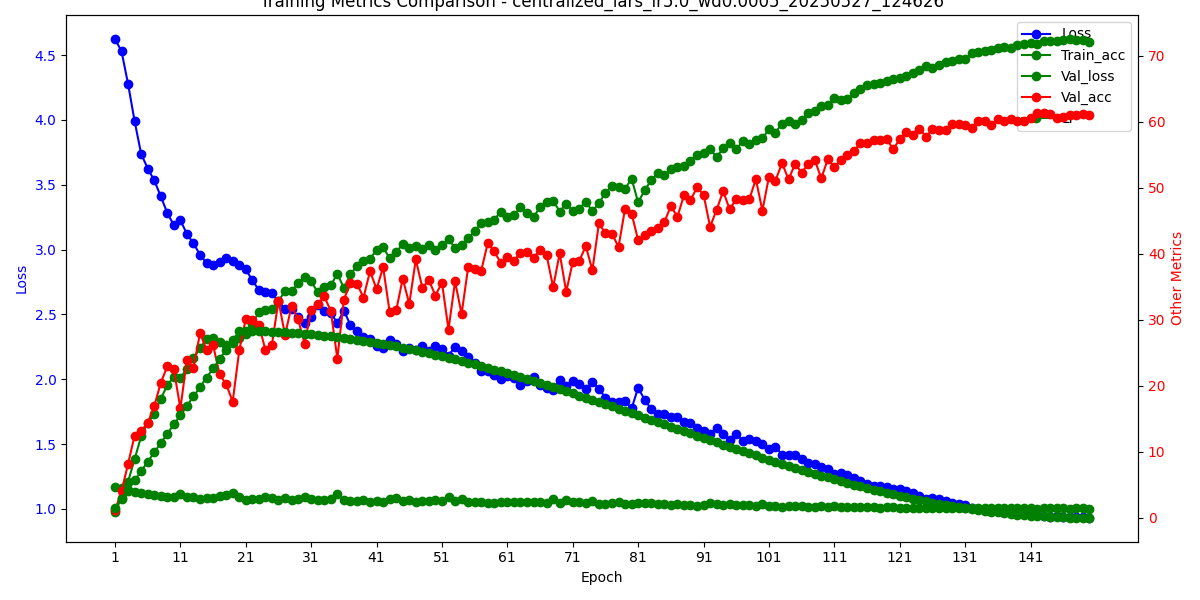 Training Metrics Comparison - centralized_lars_lr5.0_wd0.0005_20250527_124626
Loss
Train_acc
Val_loss
Val_acc
4.5
4.0
3.5
3.0
2.5
2.0
1.5
1.0
Loss
70
60
50
40
30
20
10
0
Other Metrics
1 11 21 31 41 51 61 71 81 91 101 111 121 131 141
Epoch